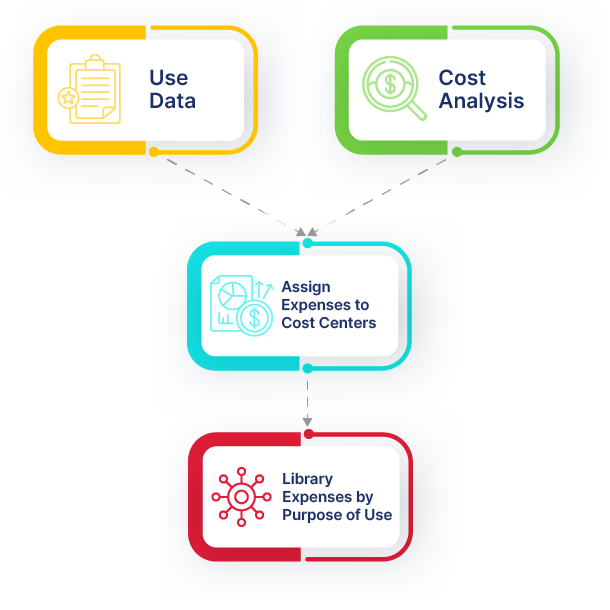 Use
Data
Cost
Analysis
$
Assign
Expenses to
Cost Centers
$
Library
Expenses by
Purpose of Use